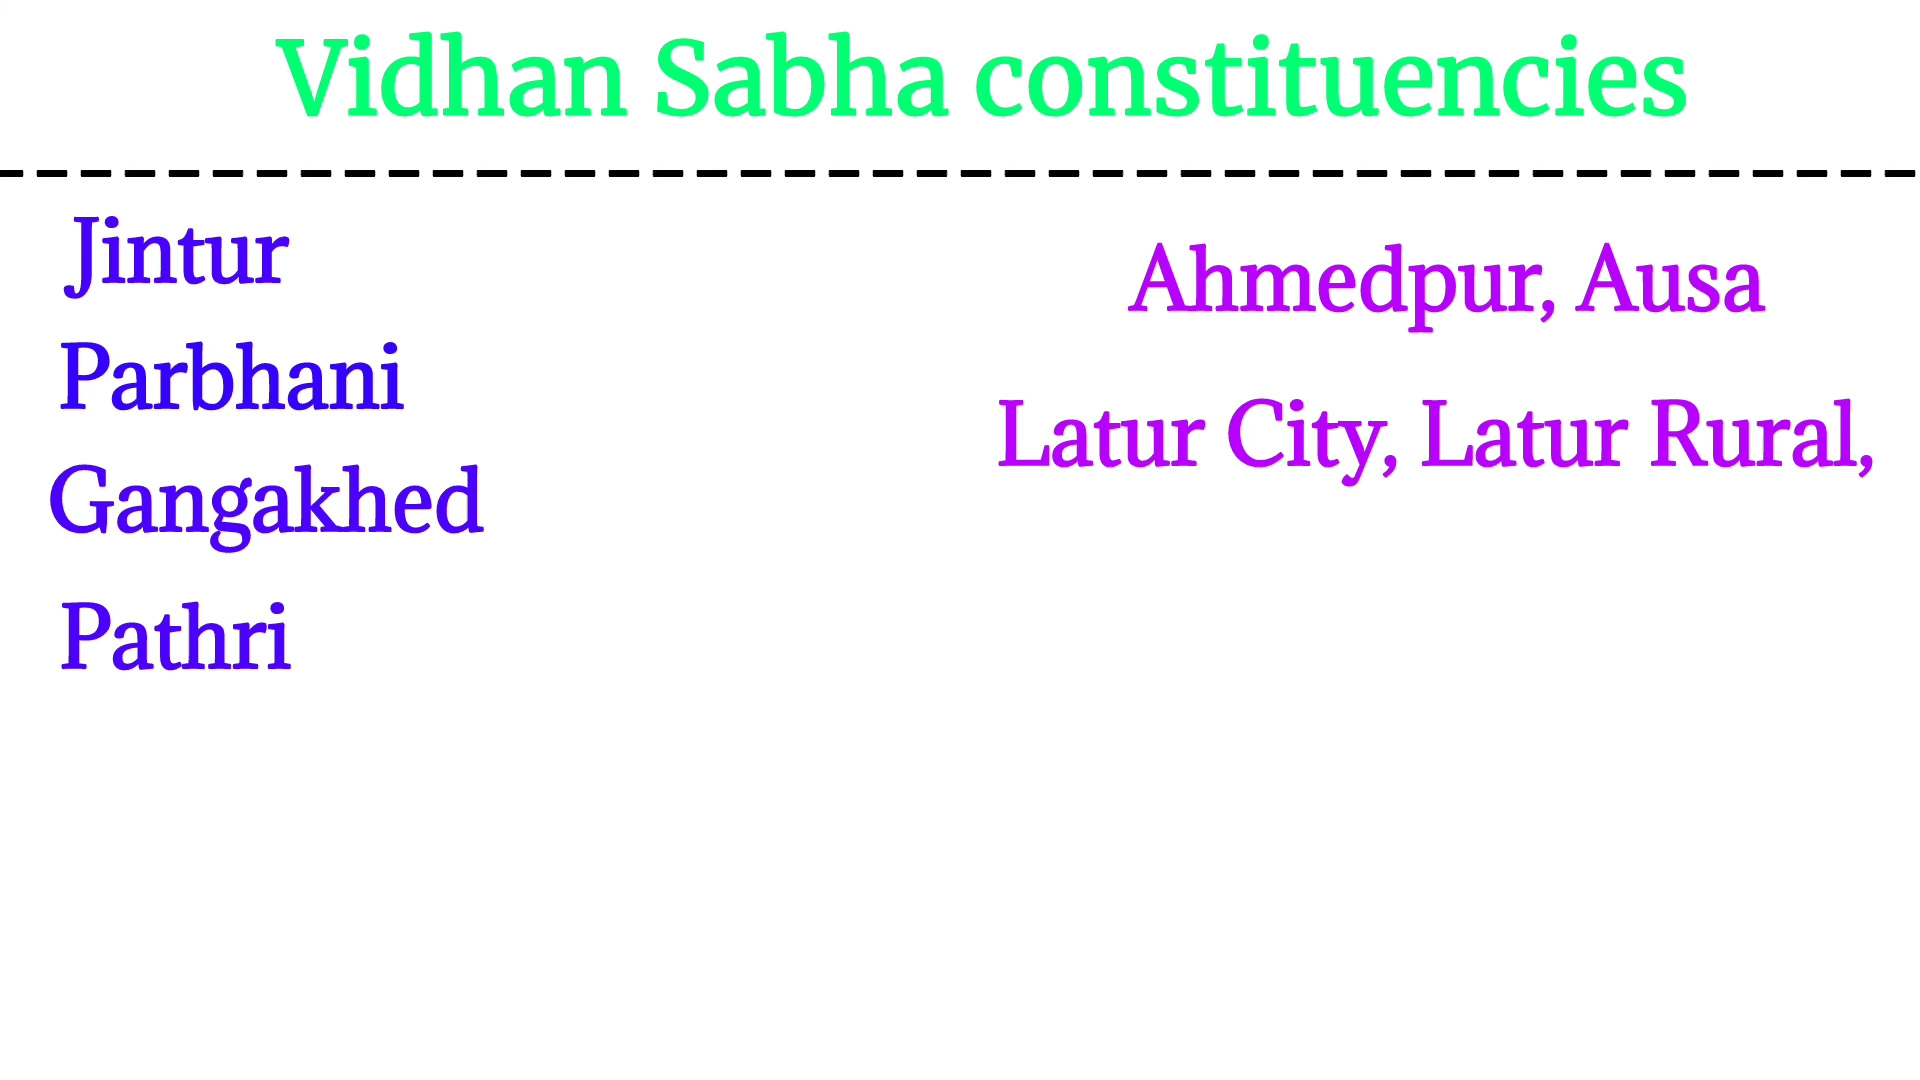 Vidhan Sabha constituencies
Jintur
Parbhani
Gangakhed
Pathri
Ahmedpur, Ausa
Latur City, Latur Rural,